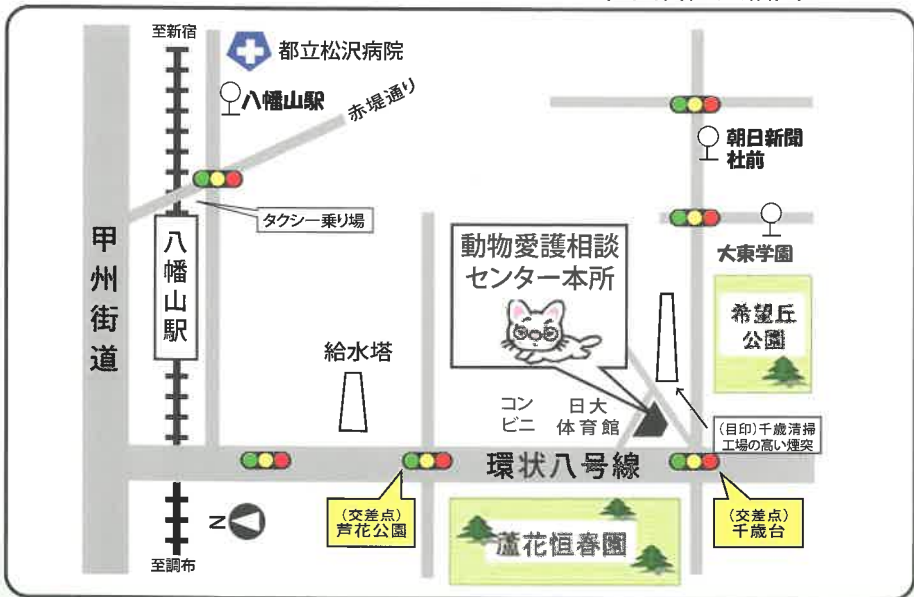 至新宿
都立松沢病院
八幡山駅
赤堤通り
朝日新聞
社前
タクシー乗り場
動物愛護相談
センター本所
大東学園
甲州街道
八幡山駅
希望丘
公園
給水塔
コン
ビニ
日大
体育館
(目印)千歳清掃
工場の高い煙突
環状八号線
(交差点)
芦花公園
(交差点)
千歳台
N
蘆花恒春園
至調布